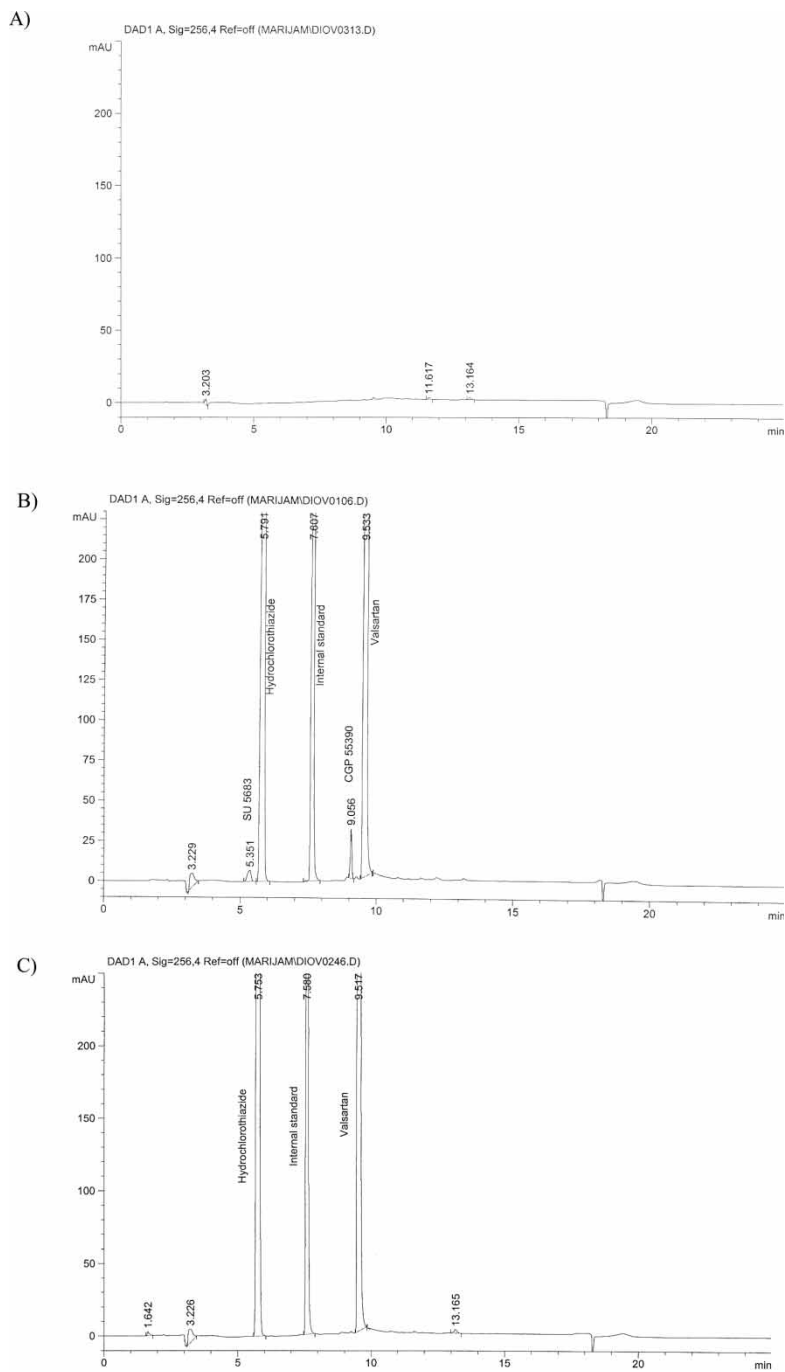 A)
DAD1 A, Sig=256,4 Ref=off (MARIJAM\DIOV0313.D)
mAU
200
150
100
50
0
3.203
11.617
13.164
0
5
10
15
20
min
B)
DAD1 A, Sig=256,4 Ref=off (MARIJAM\DIOV0106.D)
mAU
200
175
150
125
100
75
50
25
0
3.229
5.351
SU 5683
5.791
Hydrochlorothiazide
7.607
Internal standard
9.056
CGP 55390
9.533
Valsartan
0
5
10
15
20
min
C)
DAD1 A, Sig=256,4 Ref=off (MARIJAM\DIOV0246.D)
mAU
200
150
100
50
0
1.642
3.226
Hydrochlorothiazide
5.753
Internal standard
7.580
Valsartan
9.517
13.165
0
5
10
15
20
min